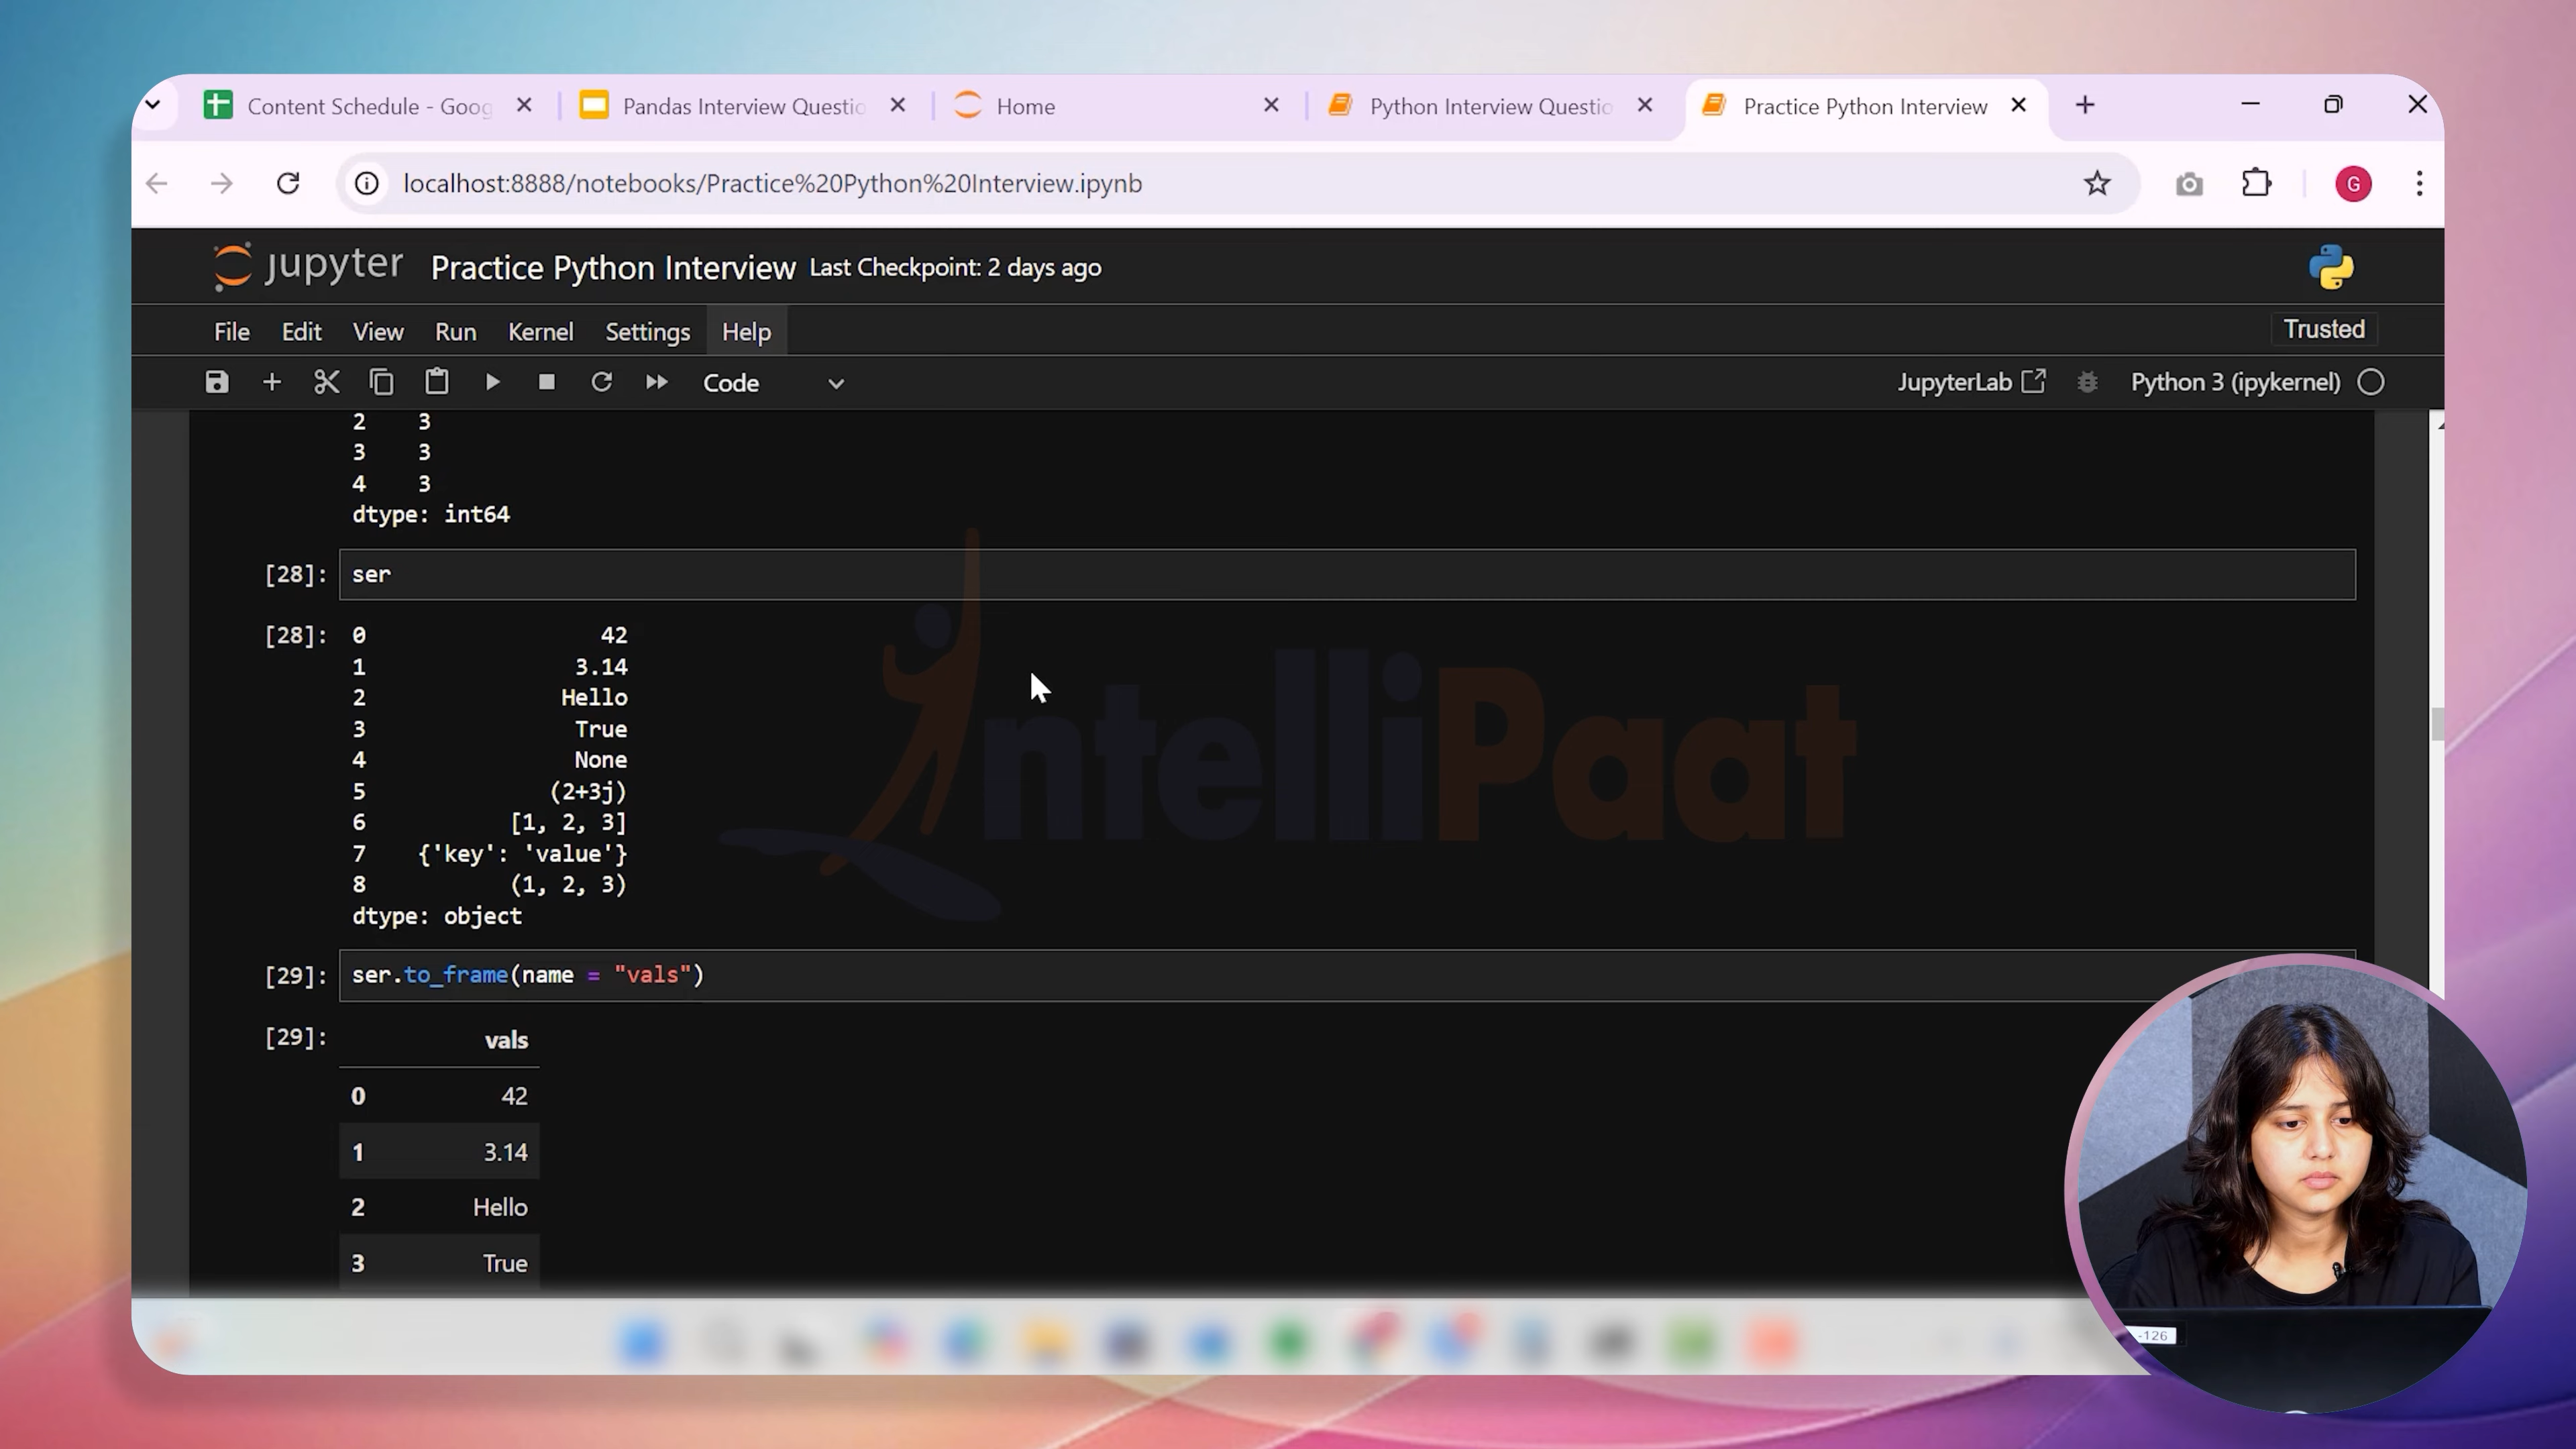 Content Schedule - Goog
Pandas Interview Questio
Home
Python Interview Questio
Practice Python Interview
localhost:8888/notebooks/Practice%20Python%20Interview.ipynb
G
jupyter Practice Python Interview Last Checkpoint: 2 days ago
File Edit View Run Kernel Settings Help
Trusted
Code
JupyterLab
Python 3 (ipykernel)
2 3
3 3
4 3
dtype: int64
[28]: ser
[28]: 0 42
1 3.14
2 Hello
3 True
4 None
5 (2+3j)
6 [1, 2, 3]
7 {'key': 'value'}
8 (1, 2, 3)
dtype: object
IntelliPaat
[29]: ser.to_frame(name = "vals")
[29]: vals
0 42
1 3.14
2 Hello
3 True
-126